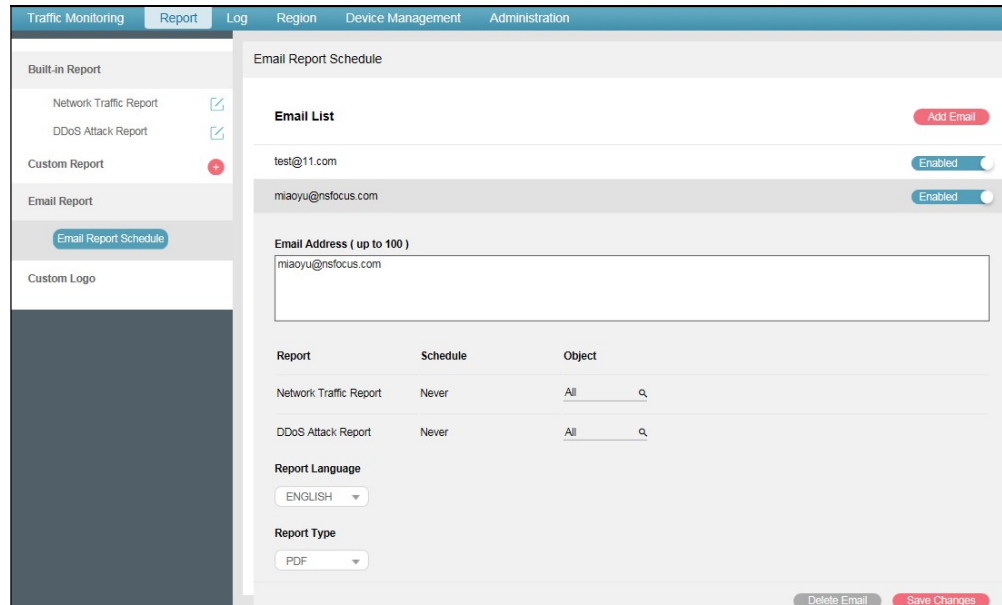 Traffic Monitoring Report Log Region Device Management Administration
Built-in Report
Network Traffic Report
DDoS Attack Report
Custom Report
Email Report
Email Report Schedule
Custom Logo
Email Report Schedule
Email List Add Email
test@11.com Enabled
miaoyu@nsfocus.com Enabled
Email Address ( up to 100 )
miaoyu@nsfocus.com
Report Schedule Object
Network Traffic Report Never All
DDoS Attack Report Never All
Report Language
ENGLISH
Report Type
PDF
Delete Email Save Changes